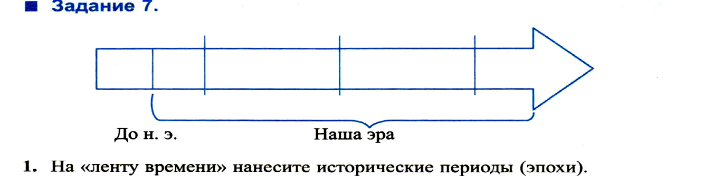 Задание 7.
До н. э. Наша эра
1. На «ленту времени» нанесите исторические периоды (эпохи).